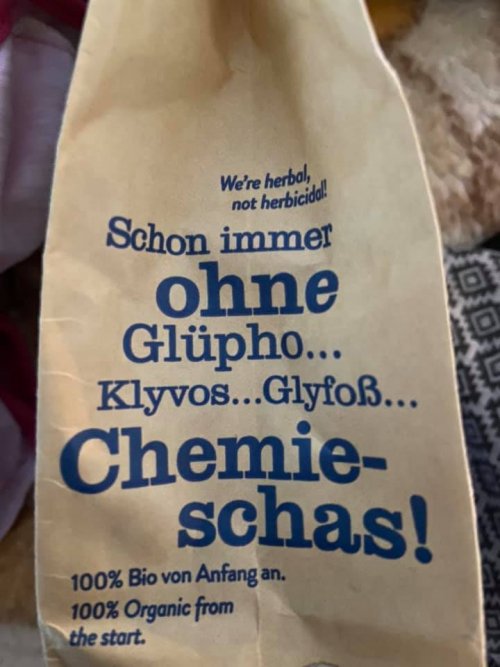 We're herbal,
not herbicidal!
Schon immer
ohne
Glüpho...
Klyvos...Glyfoß...
Chemie-
schas!
100% Bio von Anfang an.
100% Organic from
the start.